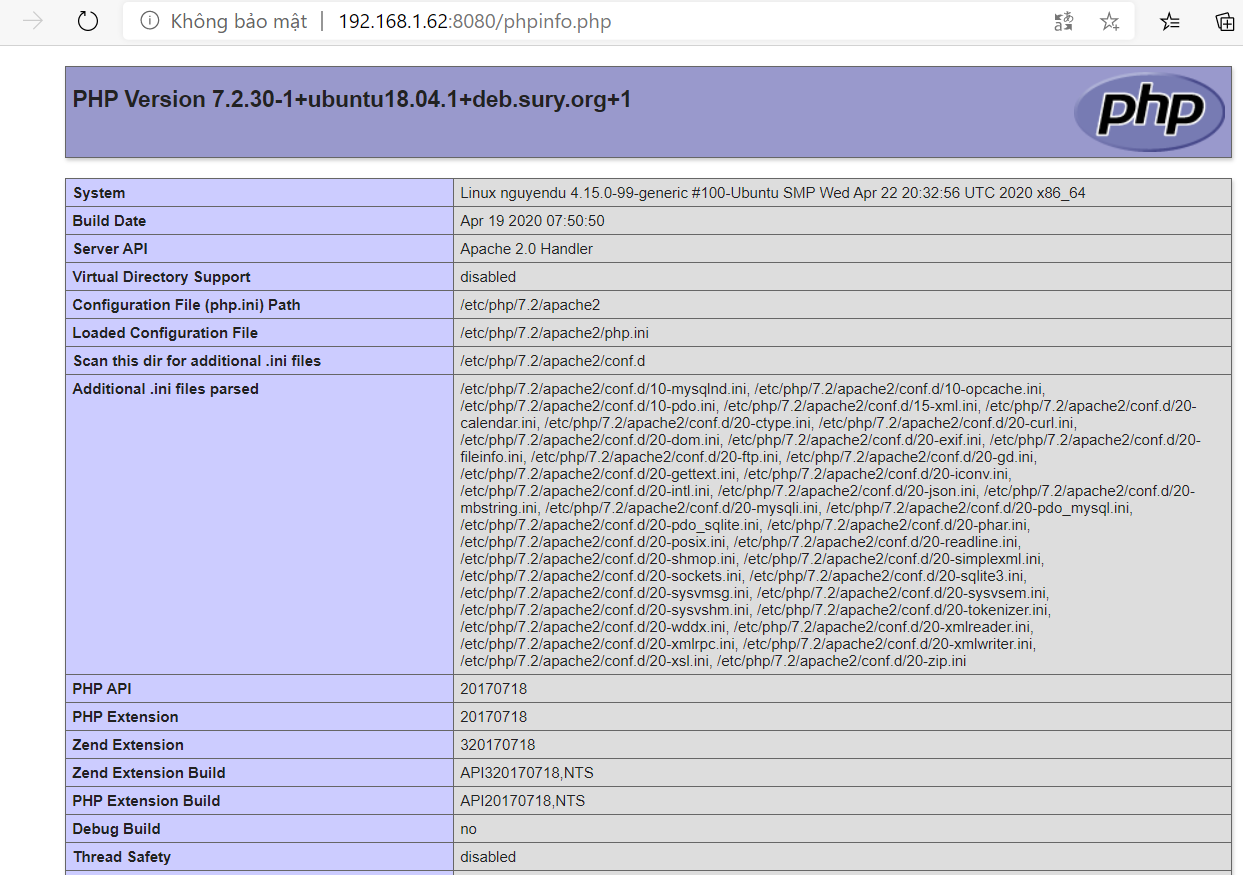 Không bảo mật | 192.168.1.62:8080/phpinfo.php
PHP Version 7.2.30-1+ubuntu18.04.1+deb.sury.org+1
php
System Linux nguyendu 4.15.0-99-generic #100-Ubuntu SMP Wed Apr 22 20:32:56 UTC 2020 x86_64
Build Date Apr 19 2020 07:50:50
Server API Apache 2.0 Handler
Virtual Directory Support disabled
Configuration File (php.ini) Path /etc/php/7.2/apache2
Loaded Configuration File /etc/php/7.2/apache2/php.ini
Scan this dir for additional .ini files /etc/php/7.2/apache2/conf.d
Additional .ini files parsed /etc/php/7.2/apache2/conf.d/10-mysqlnd.ini, /etc/php/7.2/apache2/conf.d/10-opcache.ini,
/etc/php/7.2/apache2/conf.d/10-pdo.ini, /etc/php/7.2/apache2/conf.d/15-xml.ini, /etc/php/7.2/apache2/conf.d/20-
calendar.ini, /etc/php/7.2/apache2/conf.d/20-ctype.ini, /etc/php/7.2/apache2/conf.d/20-curl.ini,
/etc/php/7.2/apache2/conf.d/20-dom.ini, /etc/php/7.2/apache2/conf.d/20-exif.ini, /etc/php/7.2/apache2/conf.d/20-
fileinfo.ini, /etc/php/7.2/apache2/conf.d/20-ftp.ini, /etc/php/7.2/apache2/conf.d/20-gd.ini,
/etc/php/7.2/apache2/conf.d/20-gettext.ini, /etc/php/7.2/apache2/conf.d/20-iconv.ini,
/etc/php/7.2/apache2/conf.d/20-intl.ini, /etc/php/7.2/apache2/conf.d/20-json.ini, /etc/php/7.2/apache2/conf.d/20-
mbstring.ini, /etc/php/7.2/apache2/conf.d/20-mysqli.ini, /etc/php/7.2/apache2/conf.d/20-pdo_mysql.ini,
/etc/php/7.2/apache2/conf.d/20-pdo_sqlite.ini, /etc/php/7.2/apache2/conf.d/20-phar.ini,
/etc/php/7.2/apache2/conf.d/20-posix.ini, /etc/php/7.2/apache2/conf.d/20-readline.ini,
/etc/php/7.2/apache2/conf.d/20-shmop.ini, /etc/php/7.2/apache2/conf.d/20-simplexml.ini,
/etc/php/7.2/apache2/conf.d/20-sockets.ini, /etc/php/7.2/apache2/conf.d/20-sqlite3.ini,
/etc/php/7.2/apache2/conf.d/20-sysvmsg.ini, /etc/php/7.2/apache2/conf.d/20-sysvsem.ini,
/etc/php/7.2/apache2/conf.d/20-sysvshm.ini, /etc/php/7.2/apache2/conf.d/20-tokenizer.ini,
/etc/php/7.2/apache2/conf.d/20-wddx.ini, /etc/php/7.2/apache2/conf.d/20-xmlreader.ini,
/etc/php/7.2/apache2/conf.d/20-xmlrpc.ini, /etc/php/7.2/apache2/conf.d/20-xmlwriter.ini,
/etc/php/7.2/apache2/conf.d/20-xsl.ini, /etc/php/7.2/apache2/conf.d/20-zip.ini
PHP API 20170718
PHP Extension 20170718
Zend Extension 320170718
Zend Extension Build API320170718,NTS
PHP Extension Build API20170718,NTS
Debug Build no
Thread Safety disabled